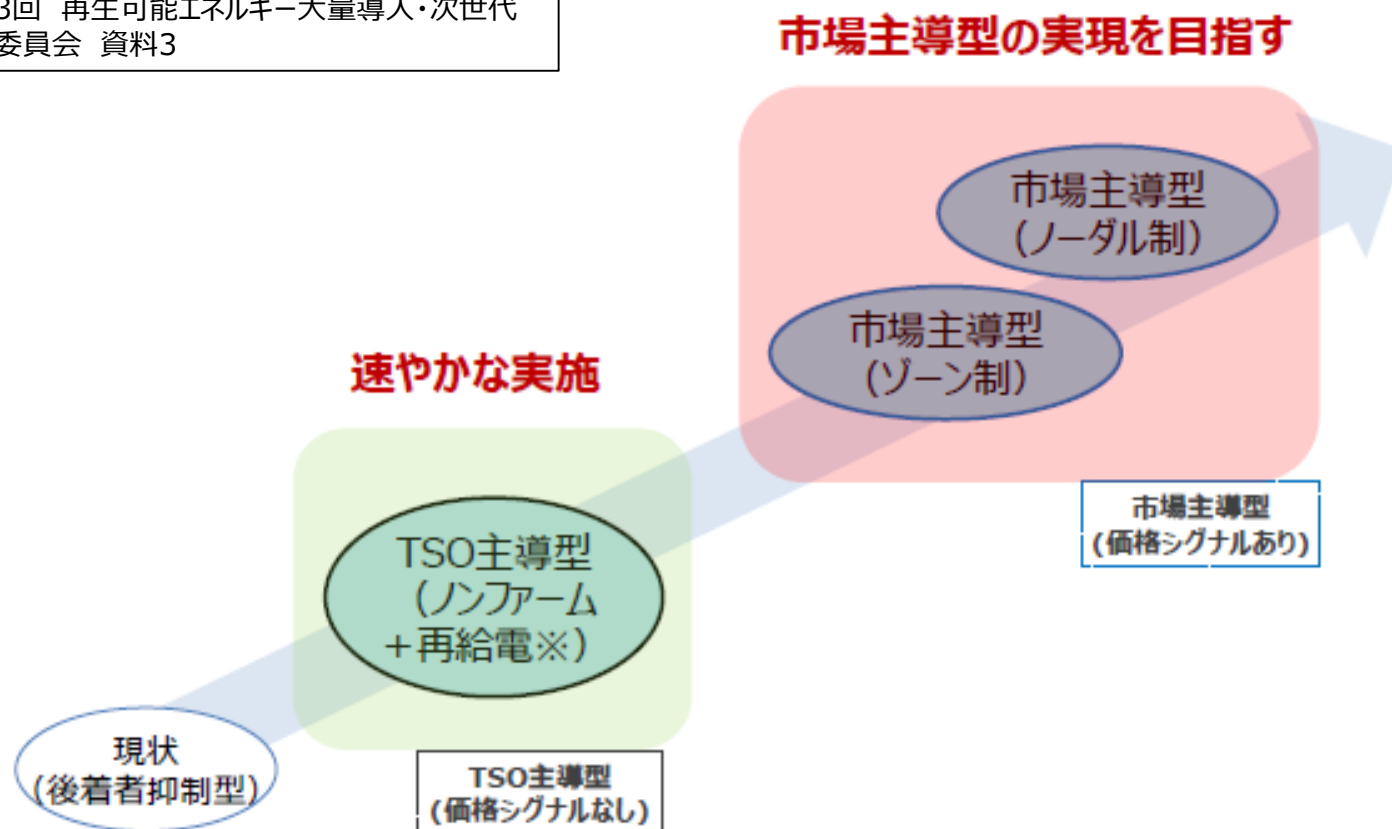 3回 再生可能エネルギー大量導入・次世代
委員会 資料3
市場主導型の実現を目指す
市場主導型
(ノーダル制)
市場主導型
(ゾーン制)
市場主導型
(価格シグナルあり)
速やかな実施
TSO主導型
(ノンファーム
+再給電※)
TSO主導型
(価格シグナルなし)
現状
(後着者抑制型)